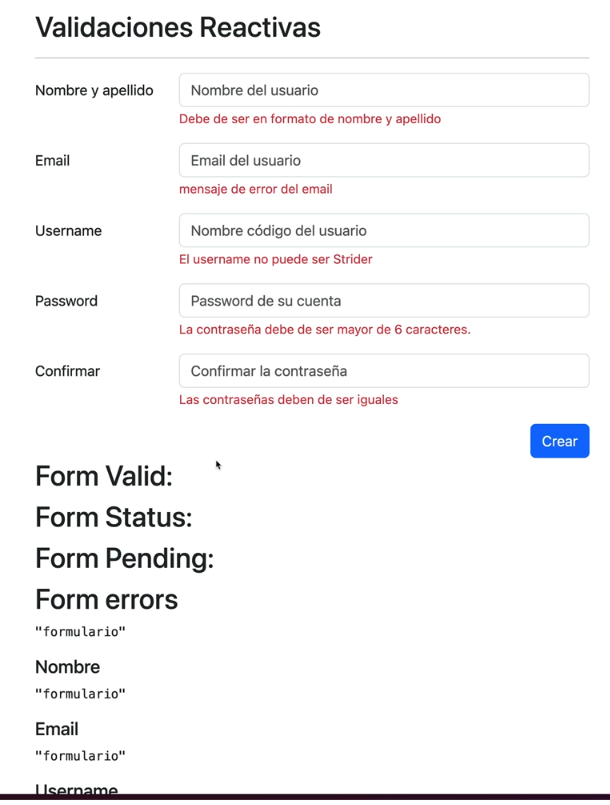 Validaciones Reactivas
Nombre y apellido
Nombre del usuario
Debe de ser en formato de nombre y apellido
Email
Email del usuario
mensaje de error del email
Username
Nombre código del usuario
El username no puede ser Strider
Password
Password de su cuenta
La contraseña debe de ser mayor de 6 caracteres.
Confirmar
Confirmar la contraseña
Las contraseñas deben de ser iguales
Crear
Form Valid:
Form Status:
Form Pending:
Form errors
"formulario"
Nombre
"formulario"
Email
"formulario"
Username